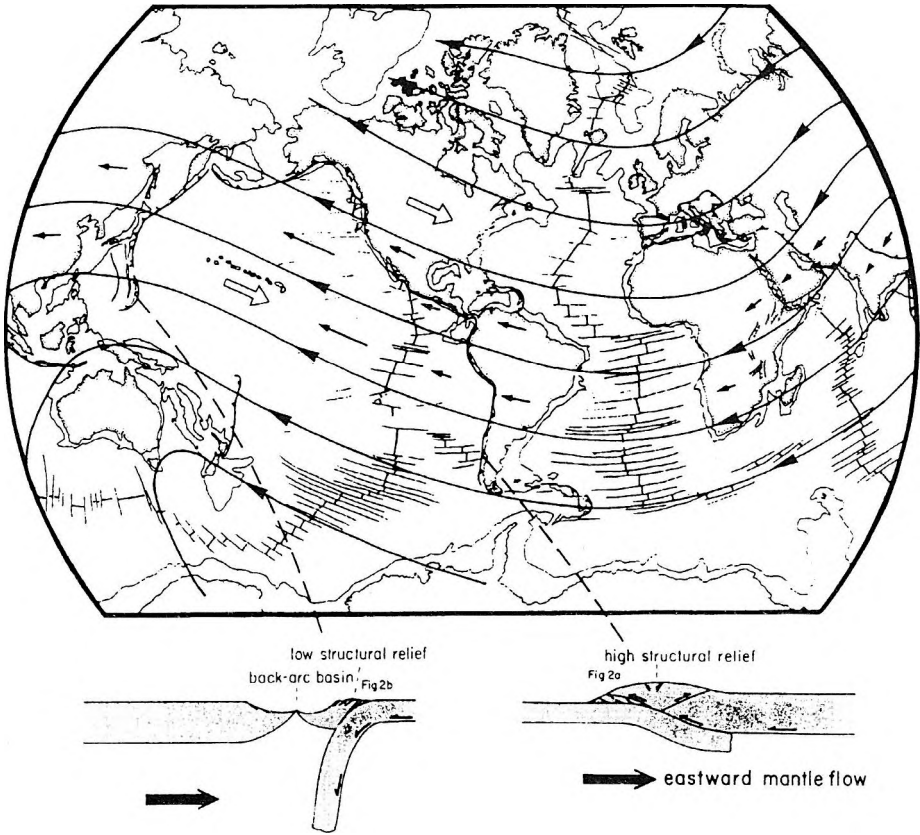 low structural relief
back-arc basin
Fig 2b
high structural relief
Fig 2a
eastward mantle flow